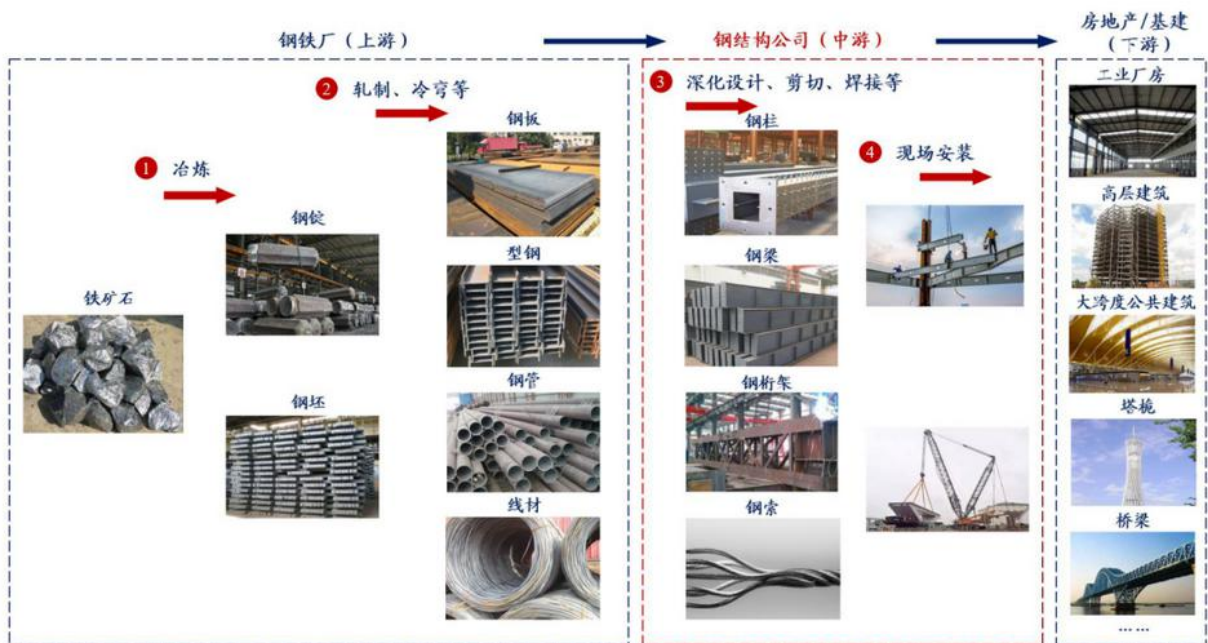 钢铁厂（上游）
钢结构公司（中游）
房地产/基建
（下游）
1 冶炼
2 轧制、冷弯等
3 深化设计、剪切、焊接等
4 现场安装
铁矿石
钢锭
钢坯
钢板
型钢
钢管
线材
钢柱
钢梁
钢桁架
钢索
工业厂房
高层建筑
大跨度公共建筑
塔桅
桥梁
……